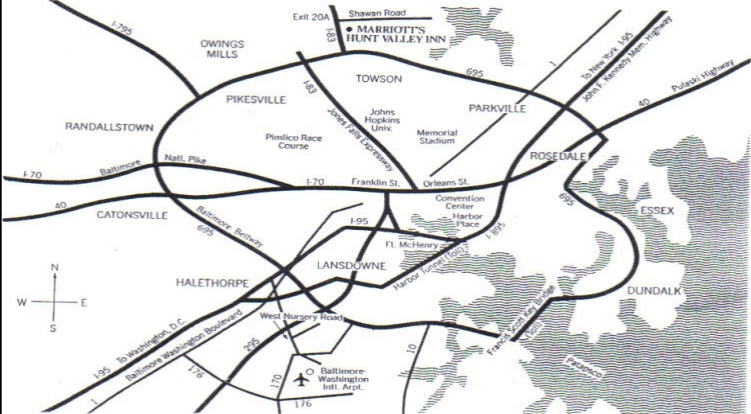 Exit 20A
Shawan Road
I-83
MARRIOTT'S
HUNT VALLEY INN
I-795
OWINGS
MILLS
TOWSON
695
1
To New York I-95
John F. Kennedy Mem. Highway
Pulaski Highway
40
PIKESVILLE
I-83
Jones Falls Expressway
Johns
Hopkins
Univ.
PARKVILLE
RANDALLSTOWN
Pimlico Race
Course
Memorial
Stadium
ROSEDALE
I-70
Baltimore
Natl. Pike
I-70
Franklin St.
Orleans St.
40
CATONSVILLE
Baltimore Beltway
695
Convention
Center
Harbor
Place
I-95
I-895
Ft. McHenry
695
ESSEX
Harbor Tunnel (toll)
LANSDOWNE
HALETHORPE
DUNDALK
N
W
E
S
West Nursery Road
Francis Scott Key Bridge
(toll)
To Washington, D.C.
I-95
Baltimore Washington Boulevard
1
295
10
176
170
Baltimore-
Washington
Intl. Arpt.
176
Patapsco